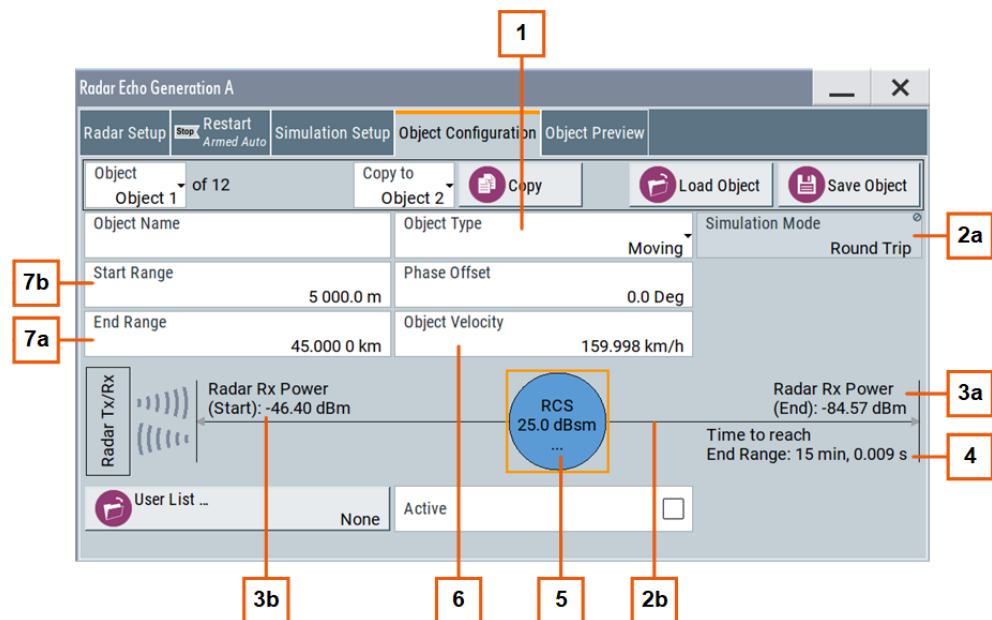 1
Radar Echo Generation A
Radar Setup
Stop Restart
Armed Auto
Simulation Setup
Object Configuration
Object Preview
Object
Object 1
of 12
Copy to
Object 2
Copy
Load Object
Save Object
Object Name
Object Type
Moving
Simulation Mode
Round Trip
2a
7b
Start Range
5 000.0 m
Phase Offset
0.0 Deg
7a
End Range
45.000 0 km
Object Velocity
159.998 km/h
Radar Tx/Rx
Radar Rx Power
(Start): -46.40 dBm
RCS
25.0 dBsm
...
Radar Rx Power
(End): -84.57 dBm
3a
Time to reach
End Range: 15 min, 0.009 s
4
User List ...
None
Active
3b
6
5
2b